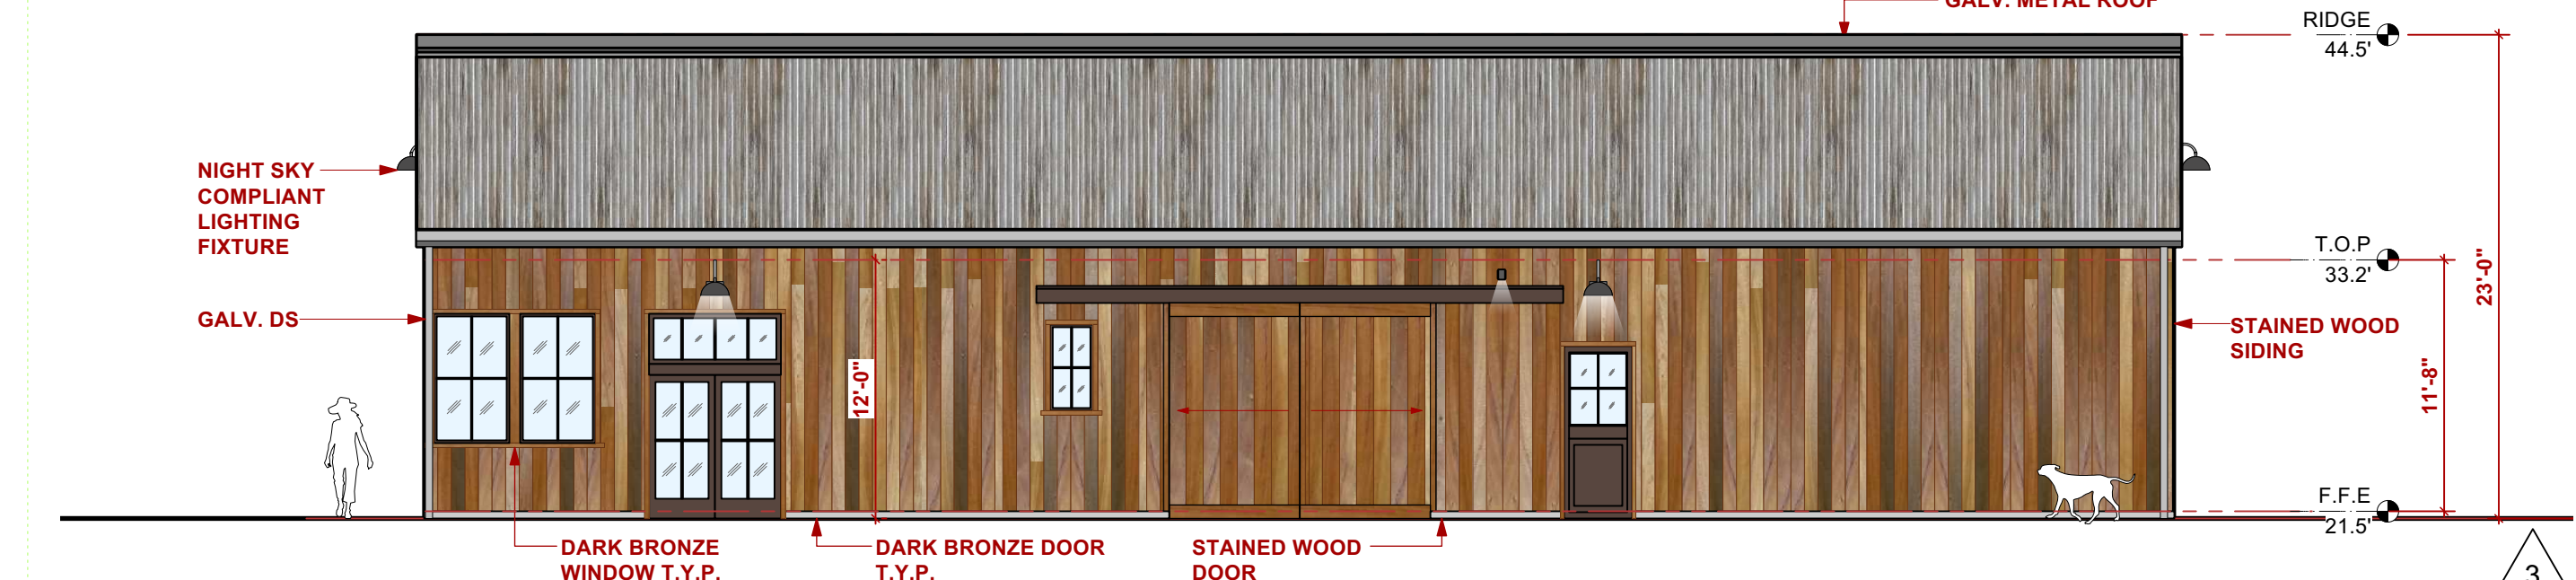 GALV. METAL ROOF
RIDGE
44.5'
NIGHT SKY
COMPLIANT
LIGHTING
FIXTURE
T.O.P
33.2'
23'-0"
GALV. DS
STAINED WOOD
SIDING
12'-0"
11'-8"
F.F.E
21.5'
DARK BRONZE
WINDOW T.Y.P.
DARK BRONZE DOOR
T.Y.P.
STAINED WOOD
DOOR
3